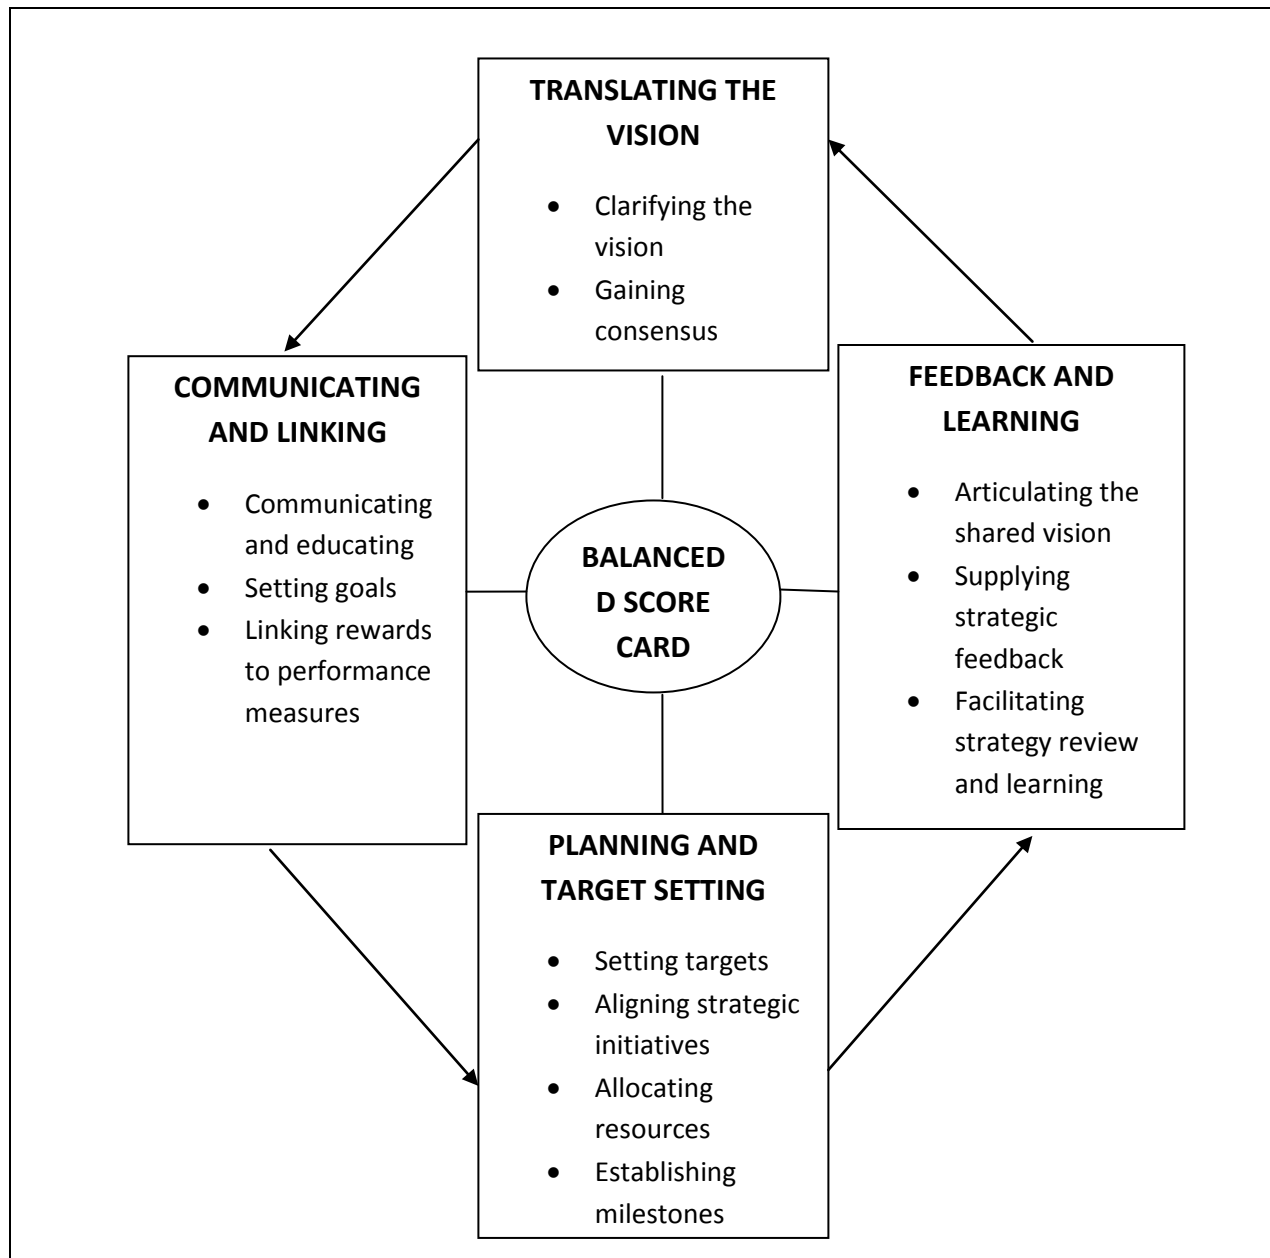 TRANSLATING THE
VISION
• Clarifying the
vision
• Gaining
consensus
COMMUNICATING
AND LINKING
• Communicating
and educating
• Setting goals
• Linking rewards
to performance
measures
FEEDBACK AND
LEARNING
• Articulating the
shared vision
• Supplying
strategic
feedback
• Facilitating
strategy review
and learning
BALANCED
D SCORE
CARD
PLANNING AND
TARGET SETTING
• Setting targets
• Aligning strategic
initiatives
• Allocating
resources
• Establishing
milestones